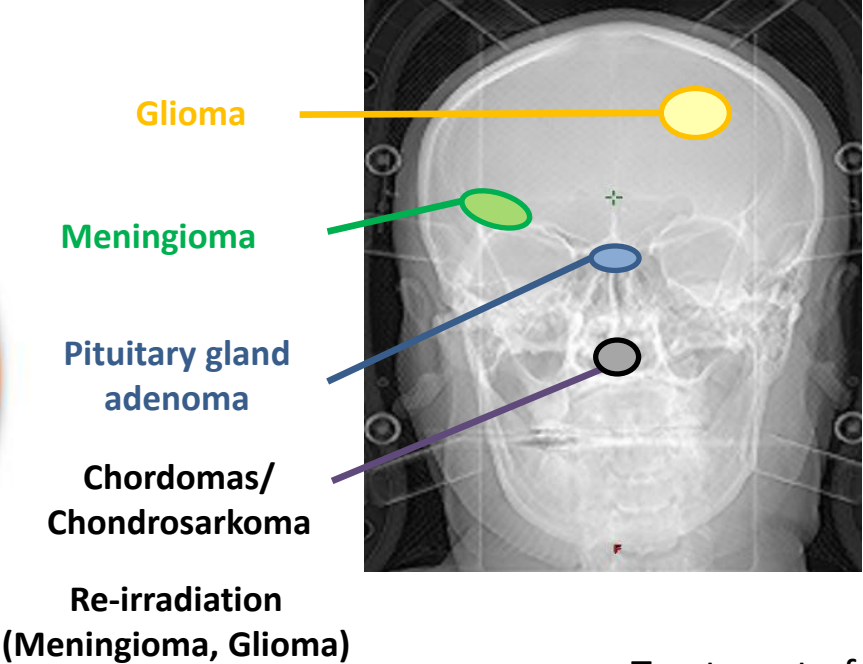 Glioma
Meningioma
Pituitary gland
adenoma
Chordomas/
Chondrosarkoma
Re-irradiation
(Meningioma, Glioma)
F